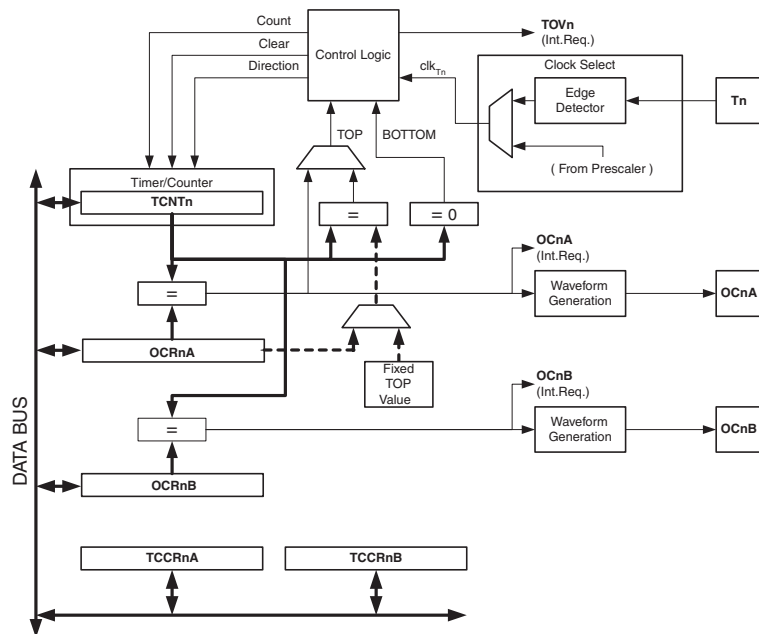 Count
Clear
Direction
Control Logic
TOVn
(Int.Req.)
clkTn
Clock Select
Edge
Detector
Tn
( From Prescaler )
TOP
BOTTOM
Timer/Counter
TCNTn
=
= 0
OCnA
(Int.Req.)
=
Waveform
Generation
OCnA
OCRnA
Fixed
TOP
Value
OCnB
(Int.Req.)
=
Waveform
Generation
OCnB
OCRnB
DATA BUS
TCCRnA
TCCRnB